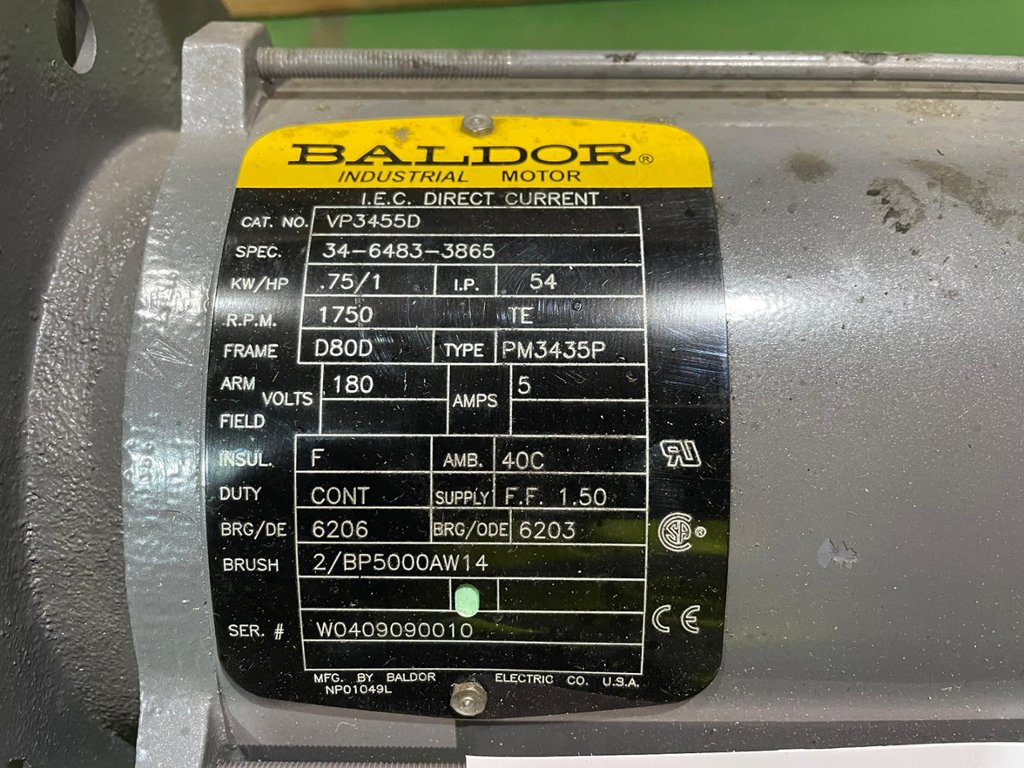 BALDOR®
INDUSTRIAL MOTOR
I.E.C. DIRECT CURRENT
CAT. NO. VP3455D
SPEC. 34-6483-3865
KW/HP .75/1 I.P. 54
R.P.M. 1750 TE
FRAME D80D TYPE PM3435P
ARM VOLTS 180 AMPS 5
FIELD
INSUL. F AMB. 40C
DUTY CONT SUPPLY F.F. 1.50
BRG/DE 6206 BRG/ODE 6203
BRUSH 2/BP5000AW14
SER. # W0409090010
MFG. BY BALDOR ELECTRIC CO. U.S.A.
NP01049L
RU
SA®
CE